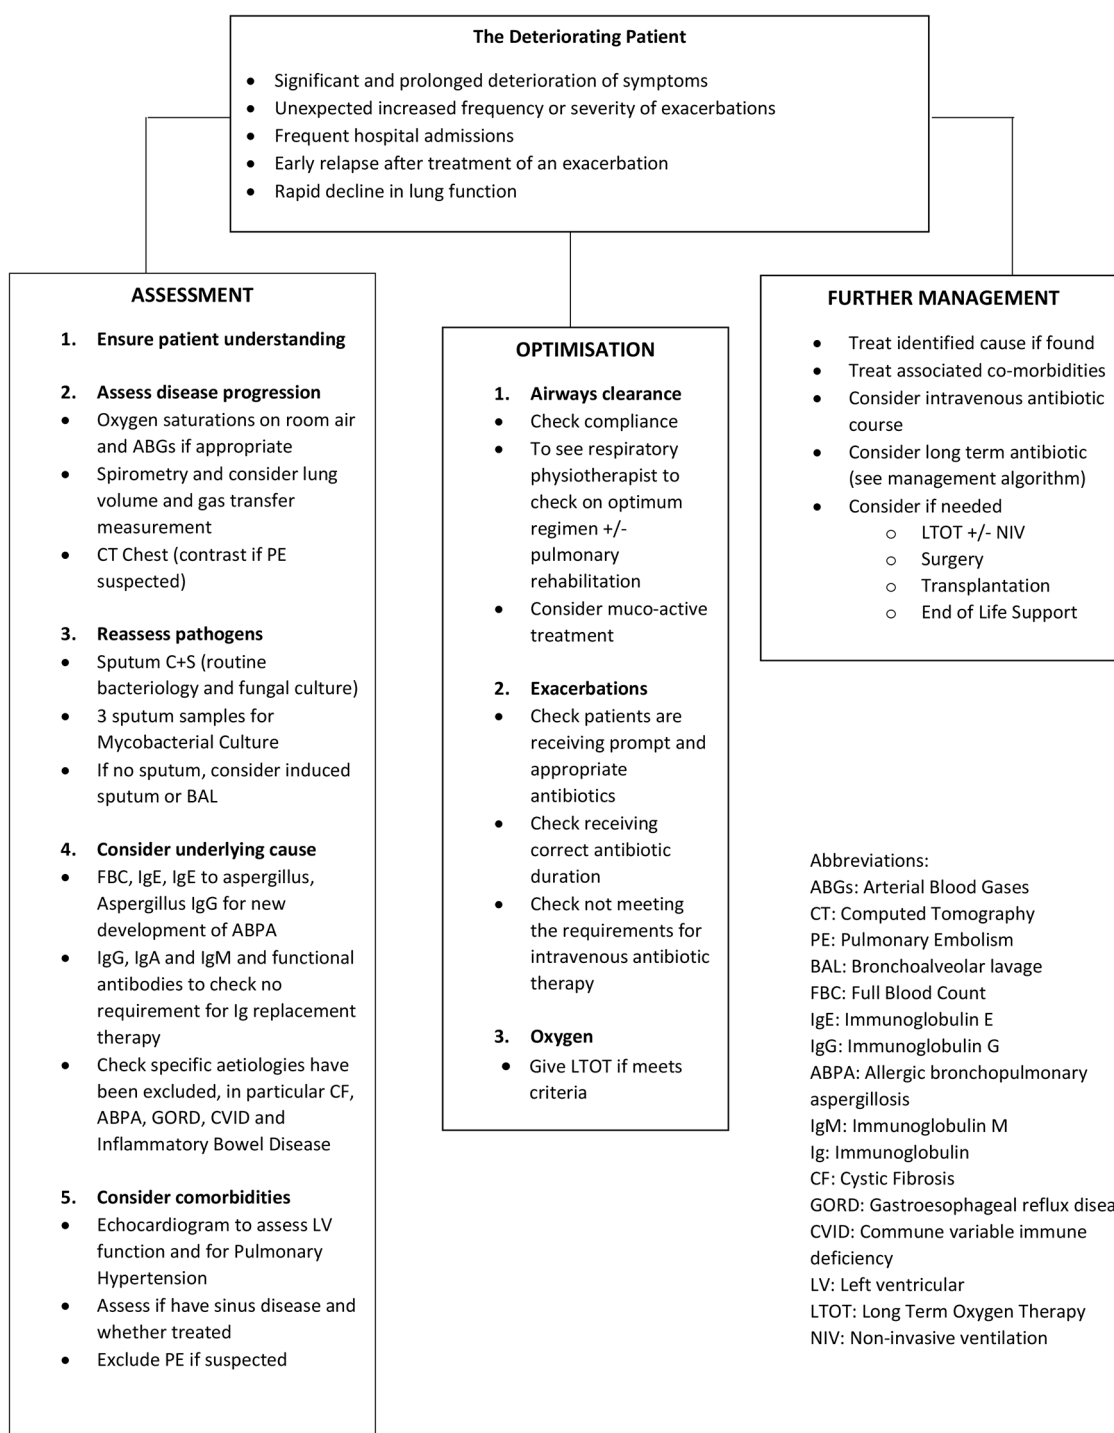 The Deteriorating Patient
• Significant and prolonged deterioration of symptoms
• Unexpected increased frequency or severity of exacerbations
• Frequent hospital admissions
• Early relapse after treatment of an exacerbation
• Rapid decline in lung function
ASSESSMENT
1. Ensure patient understanding
2. Assess disease progression
• Oxygen saturations on room air
and ABGs if appropriate
• Spirometry and consider lung
volume and gas transfer
measurement
• CT Chest (contrast if PE
suspected)
3. Reassess pathogens
• Sputum C+S (routine
bacteriology and fungal culture)
• 3 sputum samples for
Mycobacterial Culture
• If no sputum, consider induced
sputum or BAL
4. Consider underlying cause
• FBC, IgE, IgE to aspergillus,
Aspergillus IgG for new
development of ABPA
• IgG, IgA and IgM and functional
antibodies to check no
requirement for Ig replacement
therapy
• Check specific aetiologies have
been excluded, in particular CF,
ABPA, GORD, CVID and
Inflammatory Bowel Disease
5. Consider comorbidities
• Echocardiogram to assess LV
function and for Pulmonary
Hypertension
• Assess if have sinus disease and
whether treated
• Exclude PE if suspected
OPTIMISATION
1. Airways clearance
• Check compliance
• To see respiratory
physiotherapist to
check on optimum
regimen +/-
pulmonary
rehabilitation
• Consider muco-active
treatment
2. Exacerbations
• Check patients are
receiving prompt and
appropriate
antibiotics
• Check receiving
correct antibiotic
duration
• Check not meeting
the requirements for
intravenous antibiotic
therapy
3. Oxygen
• Give LTOT if meets
criteria
FURTHER MANAGEMENT
• Treat identified cause if found
• Treat associated co-morbidities
• Consider intravenous antibiotic
course
• Consider long term antibiotic
(see management algorithm)
• Consider if needed
o LTOT +/- NIV
o Surgery
o Transplantation
o End of Life Support
Abbreviations:
ABGs: Arterial Blood Gases
CT: Computed Tomography
PE: Pulmonary Embolism
BAL: Bronchoalveolar lavage
FBC: Full Blood Count
IgE: Immunoglobulin E
IgG: Immunoglobulin G
ABPA: Allergic bronchopulmonary
aspergillosis
IgM: Immunoglobulin M
Ig: Immunoglobulin
CF: Cystic Fibrosis
GORD: Gastroesophageal reflux disea
CVID: Commune variable immune
deficiency
LV: Left ventricular
LTOT: Long Term Oxygen Therapy
NIV: Non-invasive ventilation